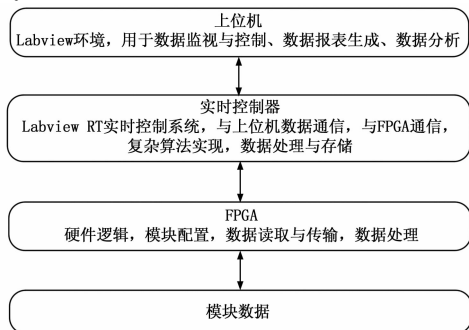 上位机
Labview环境，用于数据监视与控制、数据报表生成、数据分析
实时控制器
Labview RT实时控制系统，与上位机数据通信，与FPGA通信，
复杂算法实现，数据处理与存储
FPGA
硬件逻辑，模块配置，数据读取与传输，数据处理
模块数据